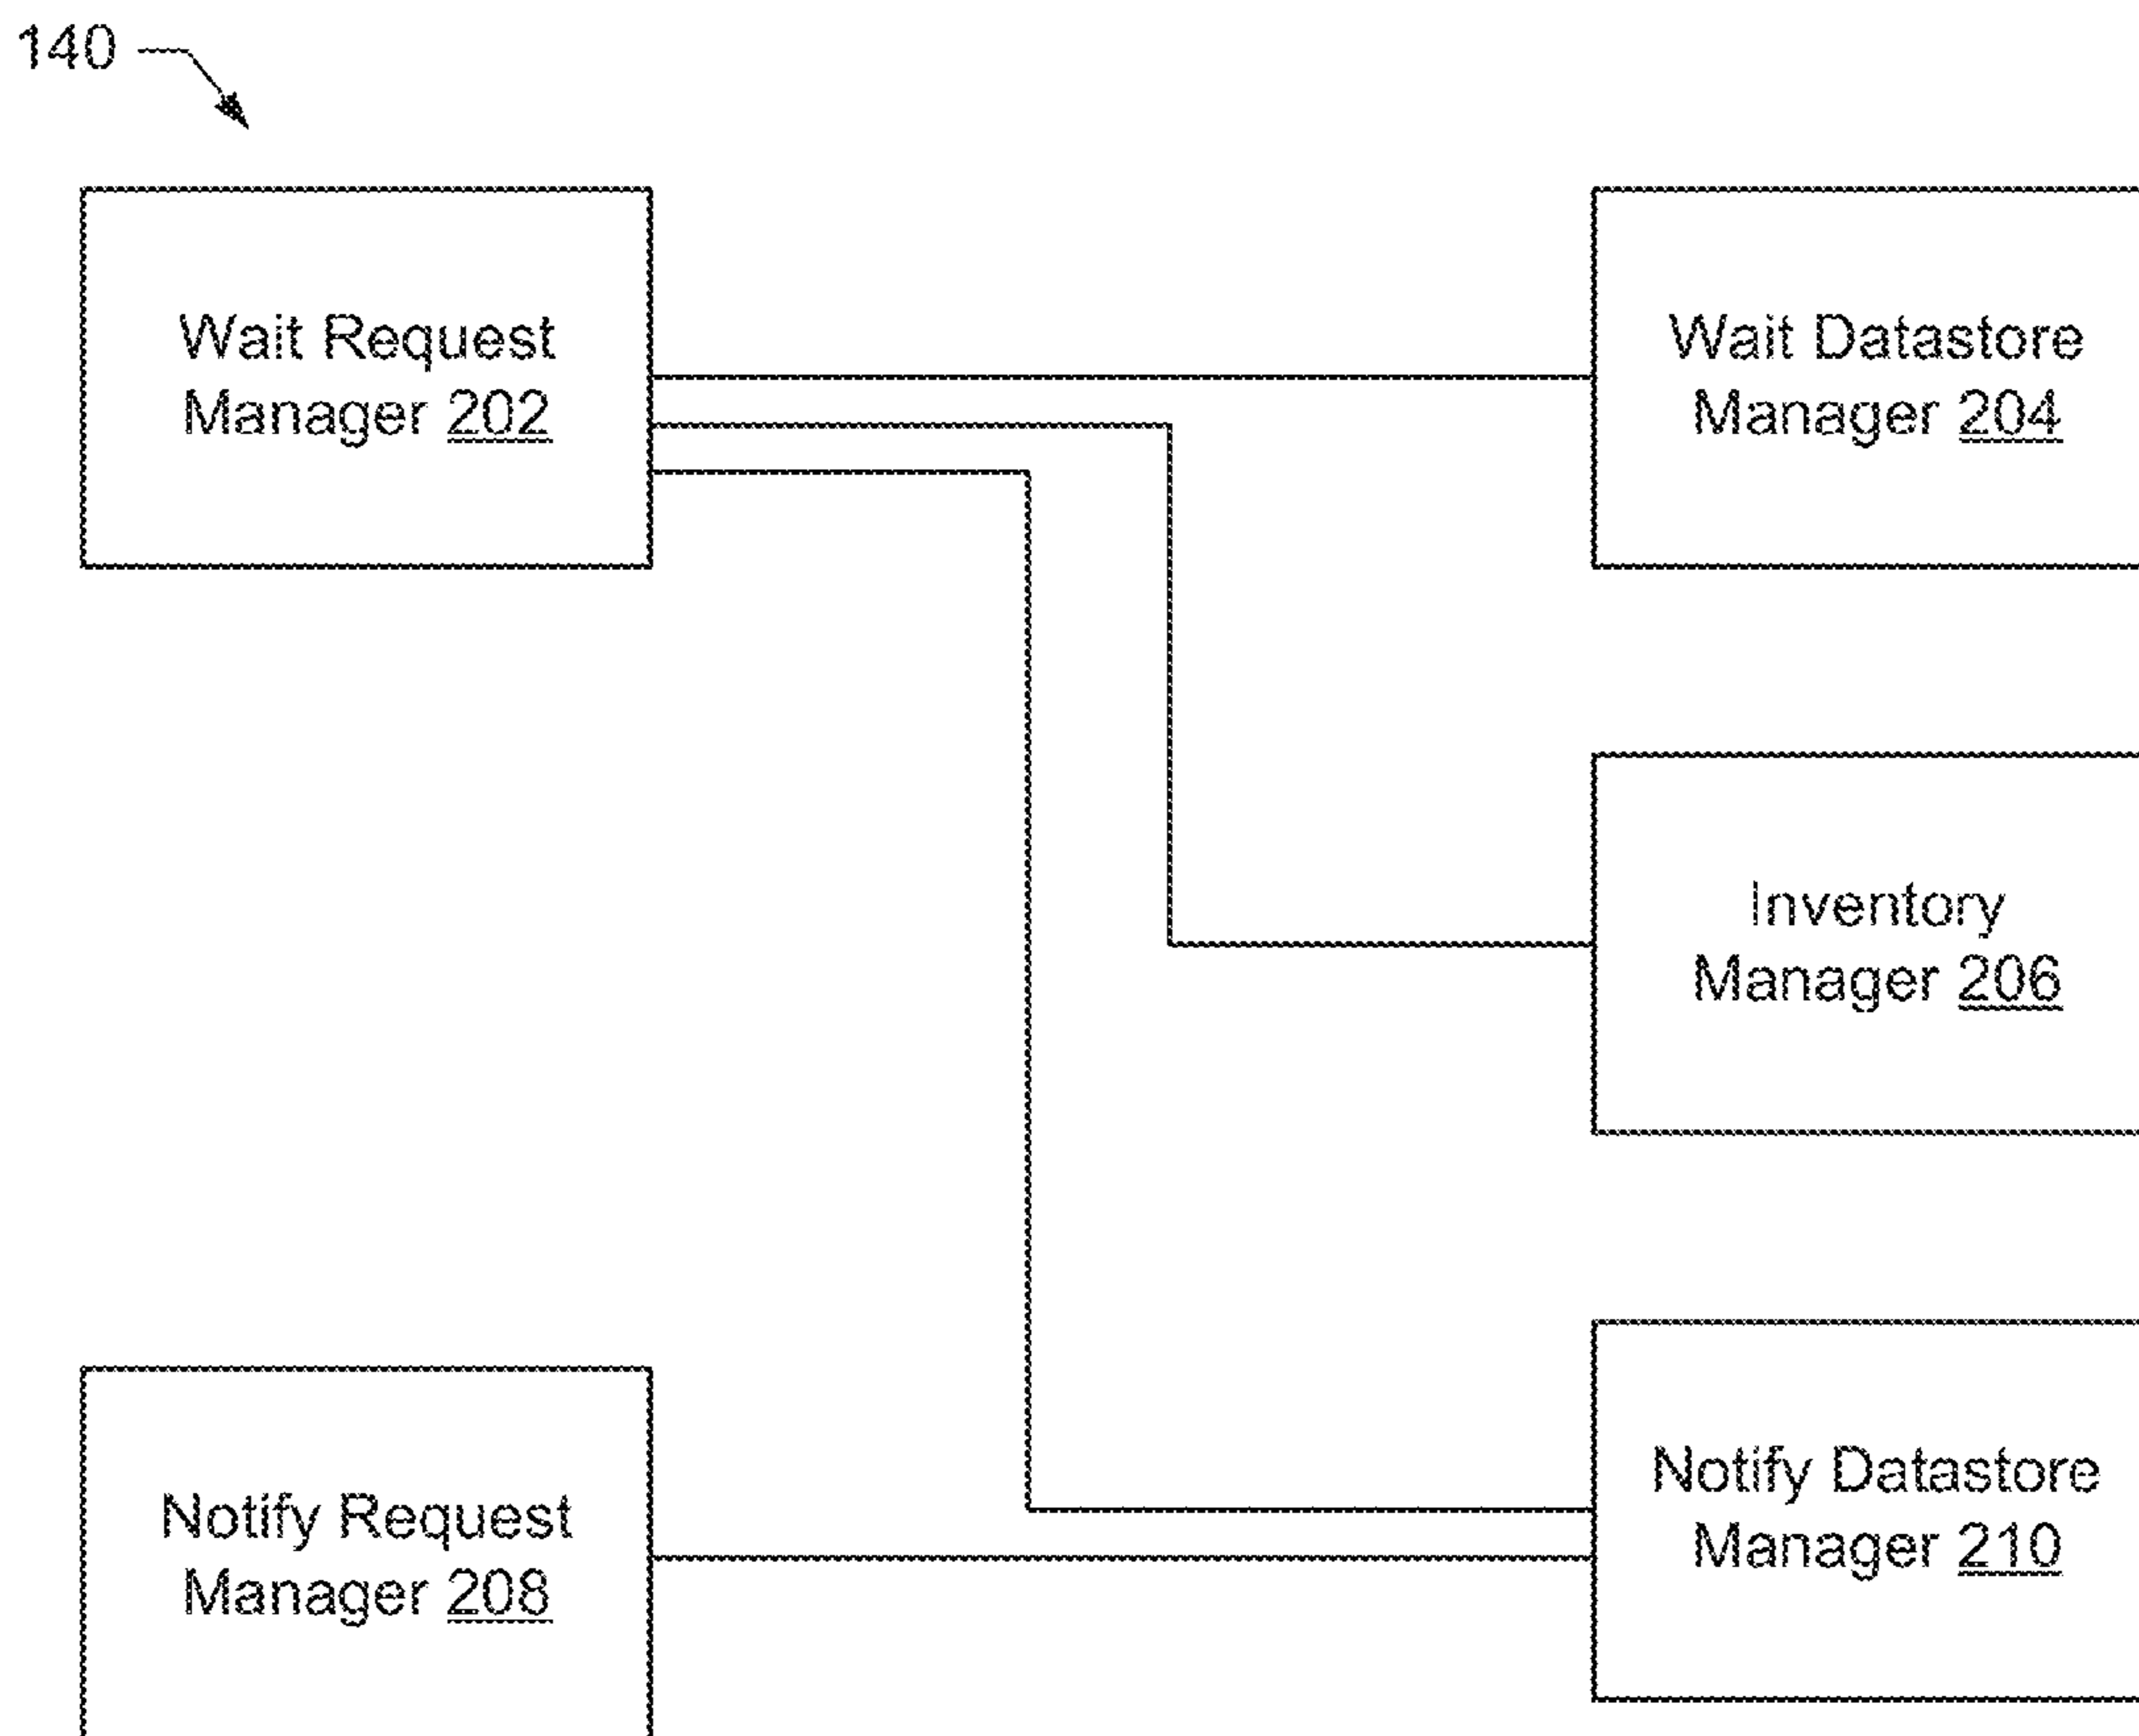 140
Wait Request
Manager 202
Wait Datastore
Manager 204
Inventory
Manager 206
Notify Request
Manager 208
Notify Datastore
Manager 210